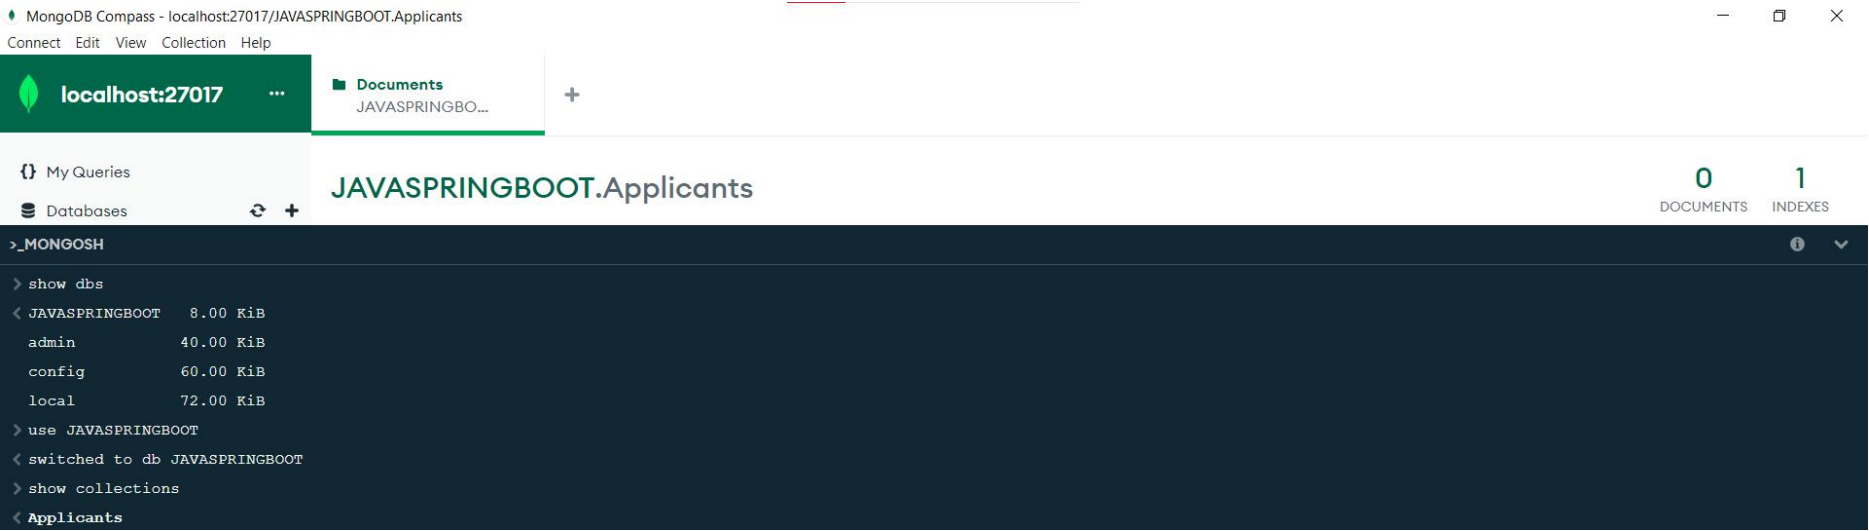 MongoDB Compass - localhost:27017/JAVASPRINGBOOT.Applicants
Connect Edit View Collection Help
localhost:27017 ...
Documents
JAVASPRINGBO...
My Queries
Databases
JAVASPRINGBOOT.Applicants
0
DOCUMENTS
1
INDEXES
>_MONGOSH
> show dbs
< JAVASPRINGBOOT 8.00 KiB
admin 40.00 KiB
config 60.00 KiB
local 72.00 KiB
> use JAVASPRINGBOOT
< switched to db JAVASPRINGBOOT
> show collections
< Applicants